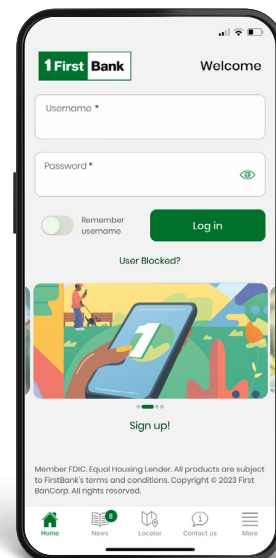 1 First Bank
Welcome
Username *
Password *
Remember
username
Log in
User Blocked?
1
Sign up!
Member FDIC. Equal Housing Lender. All products are subject
to FirstBank's terms and conditions. Copyright © 2023 First
BanCorp. All rights reserved.
8
Home
News
Locator
Contact us
More